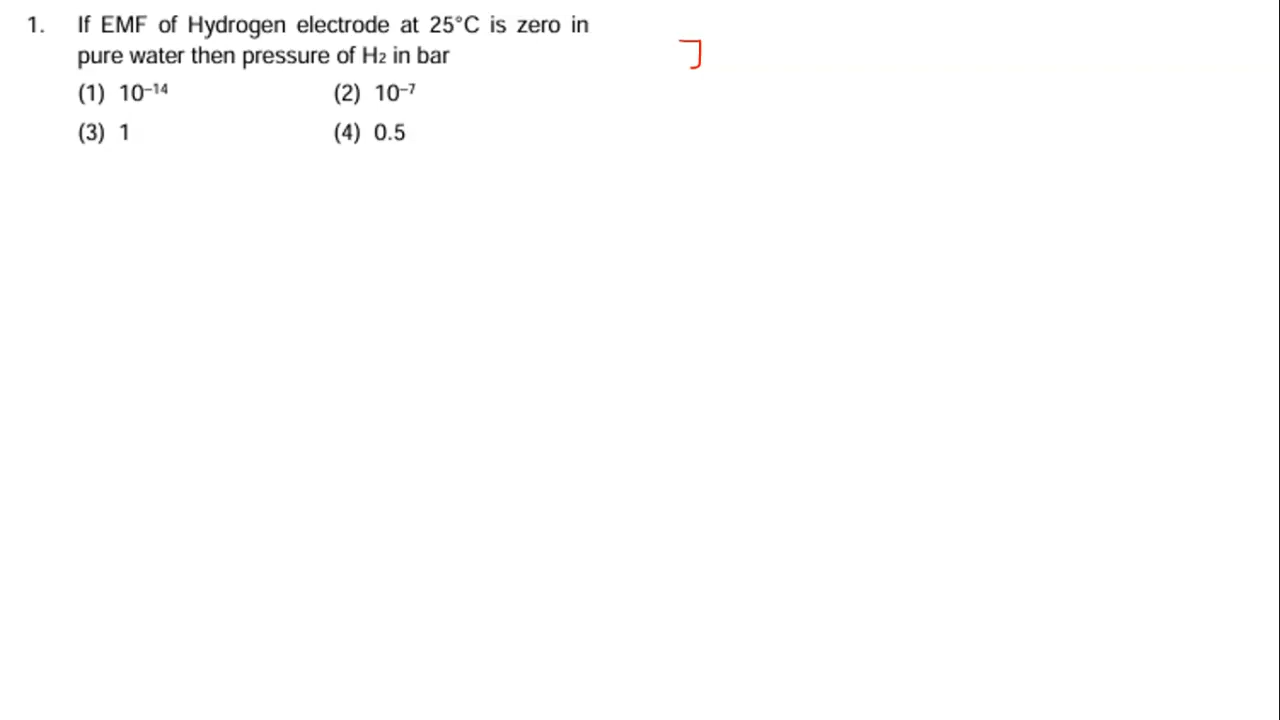 1. If EMF of Hydrogen electrode at 25°C is zero in
pure water then pressure of H₂ in bar
(1) 10⁻¹⁴ (2) 10⁻⁷
(3) 1 (4) 0.5